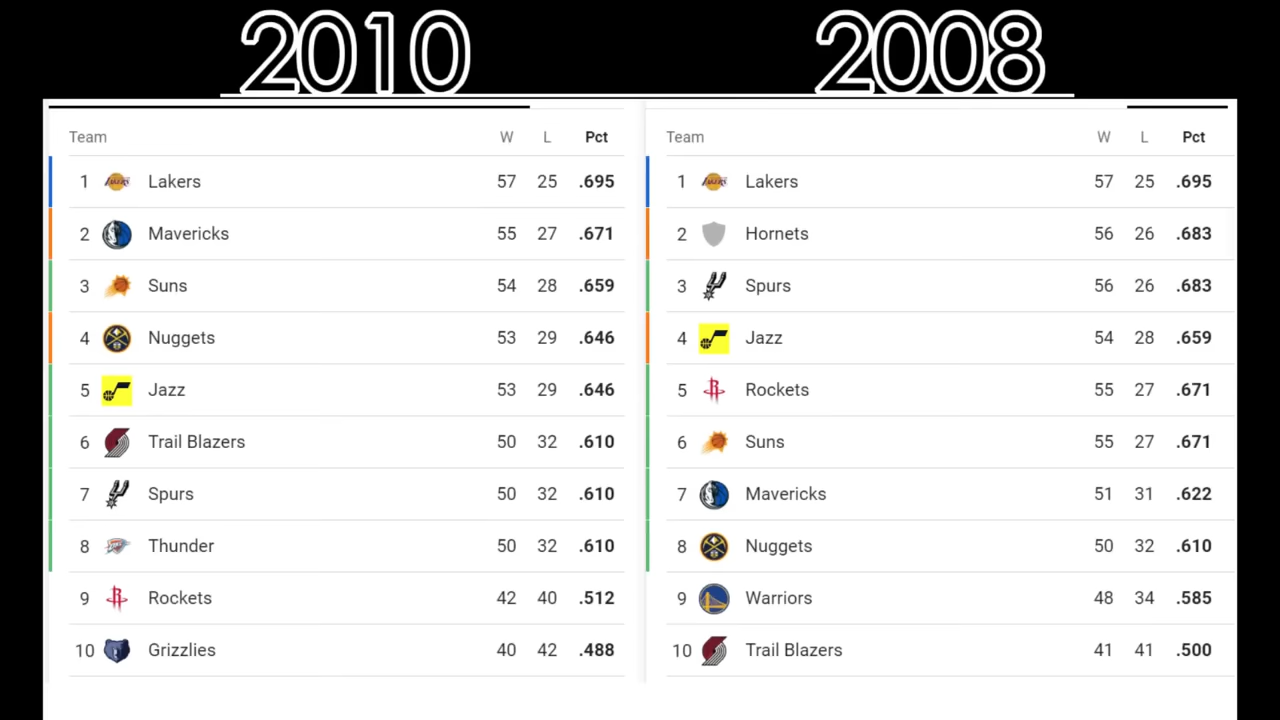 2010 2008
Team W L Pct
1 Lakers 57 25 .695
2 Mavericks 55 27 .671
3 Suns 54 28 .659
4 Nuggets 53 29 .646
5 Jazz 53 29 .646
6 Trail Blazers 50 32 .610
7 Spurs 50 32 .610
8 Thunder 50 32 .610
9 Rockets 42 40 .512
10 Grizzlies 40 42 .488
Team W L Pct
1 Lakers 57 25 .695
2 Hornets 56 26 .683
3 Spurs 56 26 .683
4 Jazz 54 28 .659
5 Rockets 55 27 .671
6 Suns 55 27 .671
7 Mavericks 51 31 .622
8 Nuggets 50 32 .610
9 Warriors 48 34 .585
10 Trail Blazers 41 41 .500